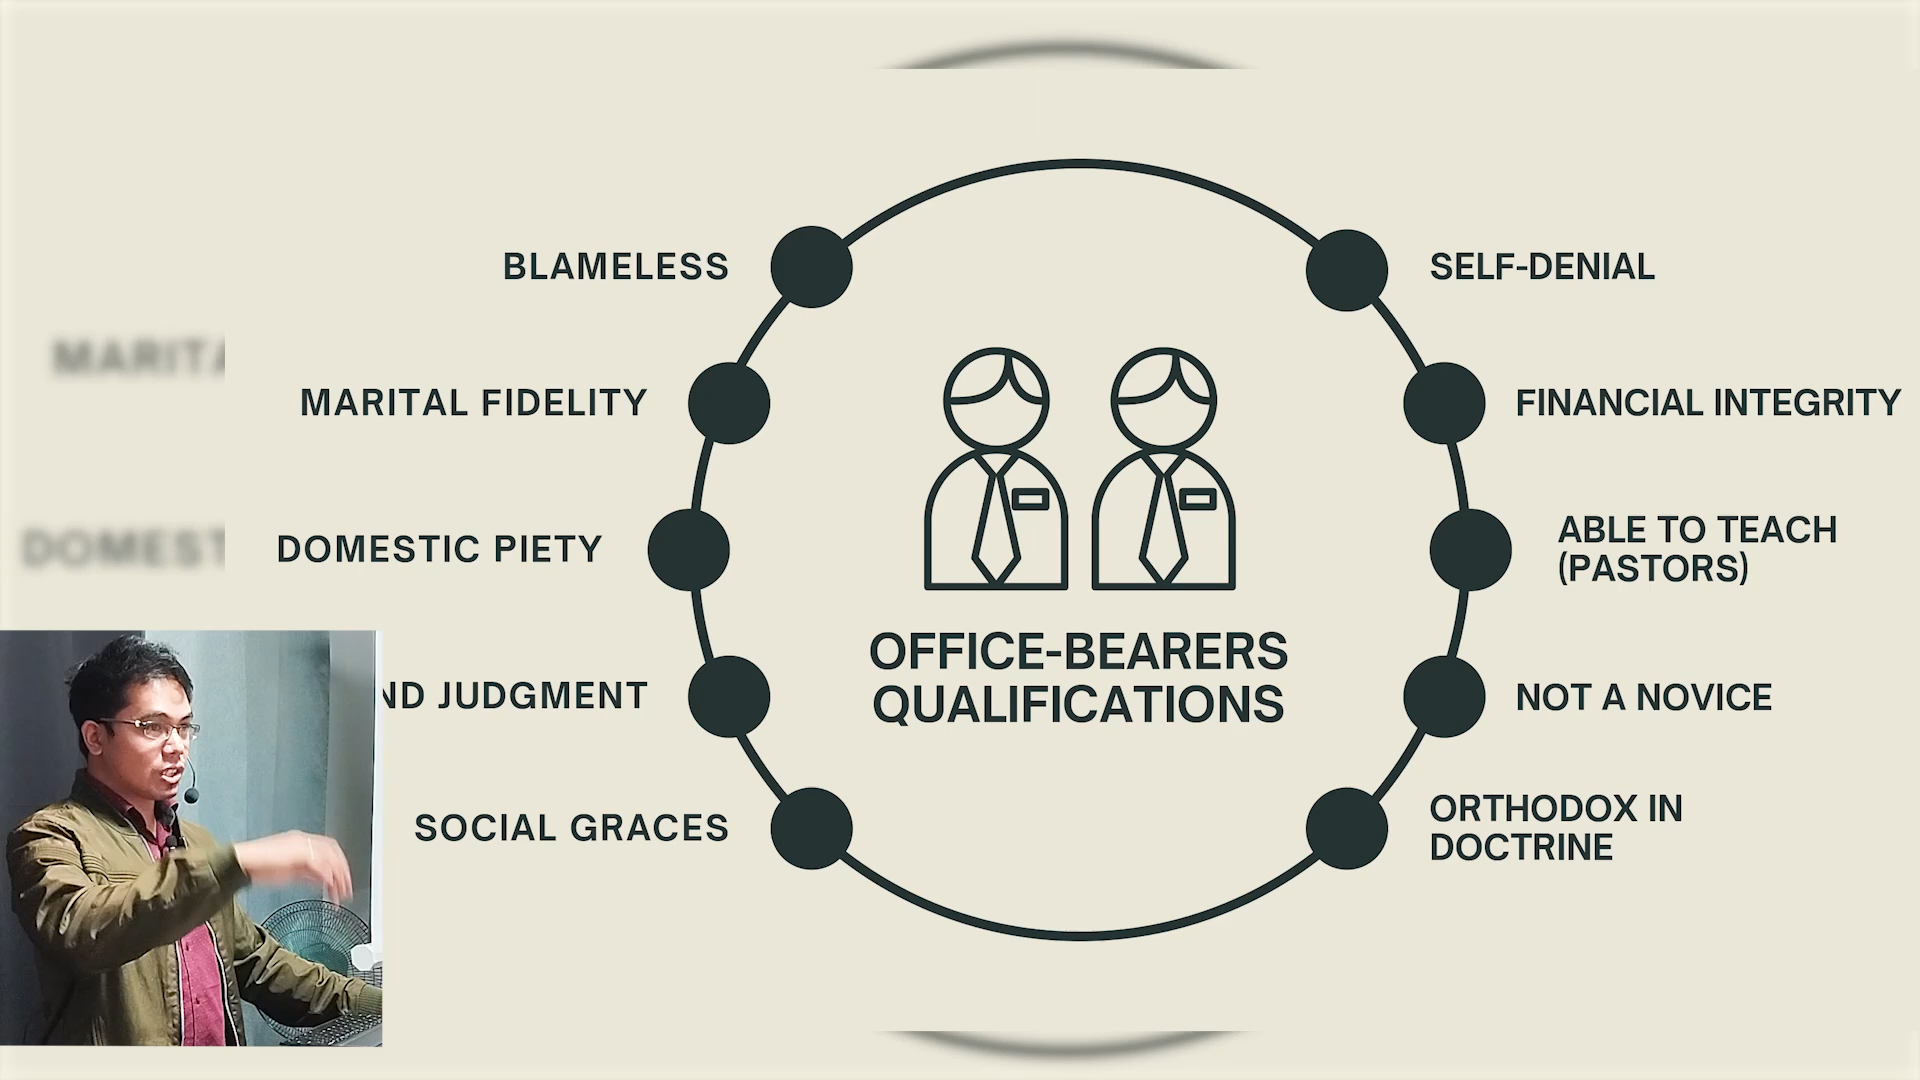 BLAMELESS
MARITAL FIDELITY
DOMESTIC PIETY
JUDGMENT
SOCIAL GRACES
OFFICE-BEARERS
QUALIFICATIONS
SELF-DENIAL
FINANCIAL INTEGRITY
ABLE TO TEACH
(PASTORS)
NOT A NOVICE
ORTHODOX IN
DOCTRINE